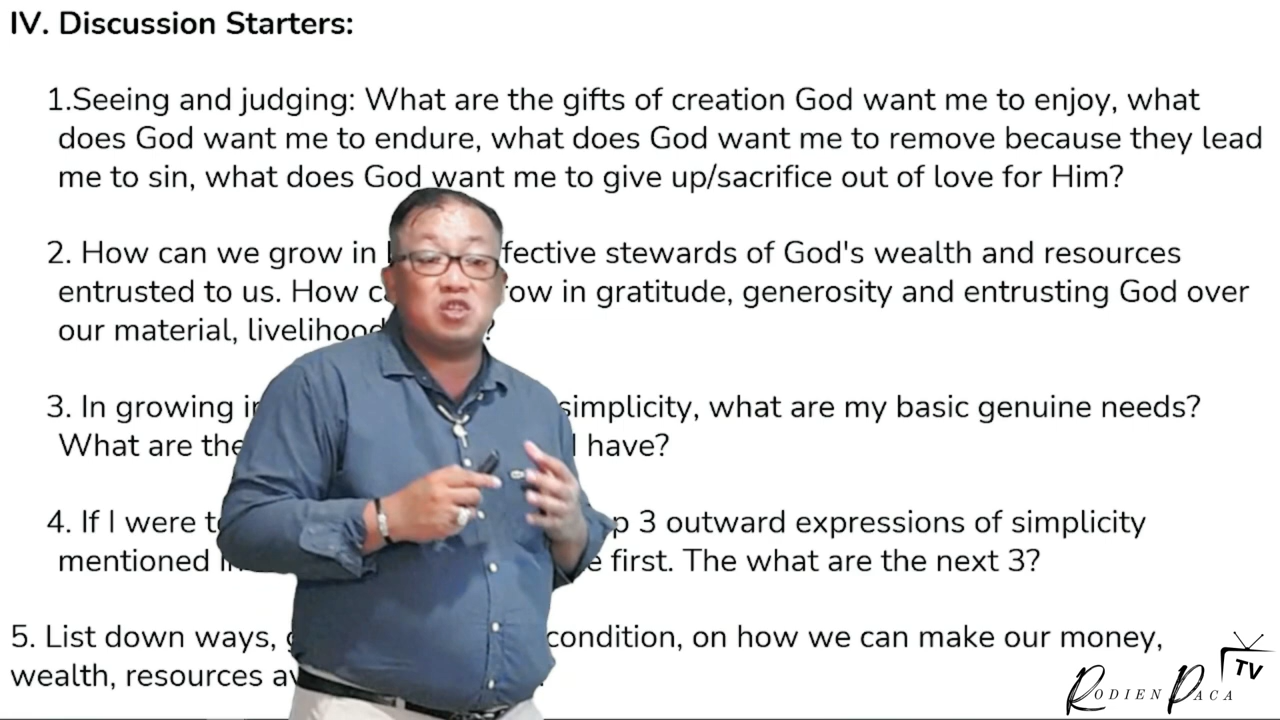 IV. Discussion Starters:
1.Seeing and judging: What are the gifts of creation God want me to enjoy, what
does God want me to endure, what does God want me to remove because they lead
me to sin, what does God want me to give up/sacrifice out of love for Him?
2. How can we grow in fective stewards of God's wealth and resources
entrusted to us. How ow in gratitude, generosity and entrusting God over
our material, livelihood ?
3. In growing in simplicity, what are my basic genuine needs?
What are the I have?
4. If I were to p 3 outward expressions of simplicity
mentioned e first. The what are the next 3?
5. List down ways, condition, on how we can make our money,
wealth, resources
RODIEN PACA TV